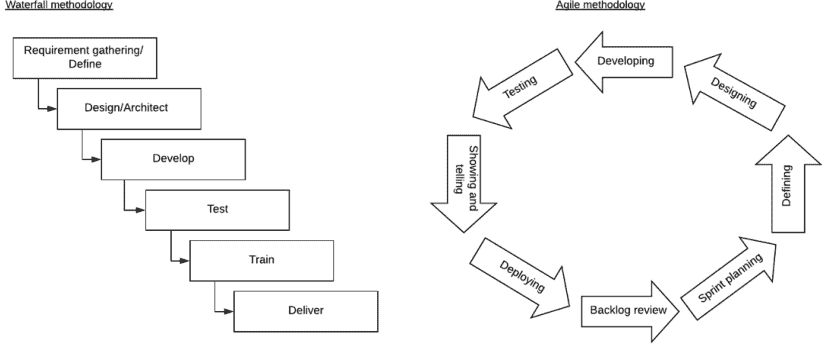 Waterfall methodology
Requirement gathering/
Define
Design/Architect
Develop
Test
Train
Deliver
Agile methodology
Developing
Testing
Showing and
telling
Deploying
Backlog review
Sprint planning
Defining
Designing